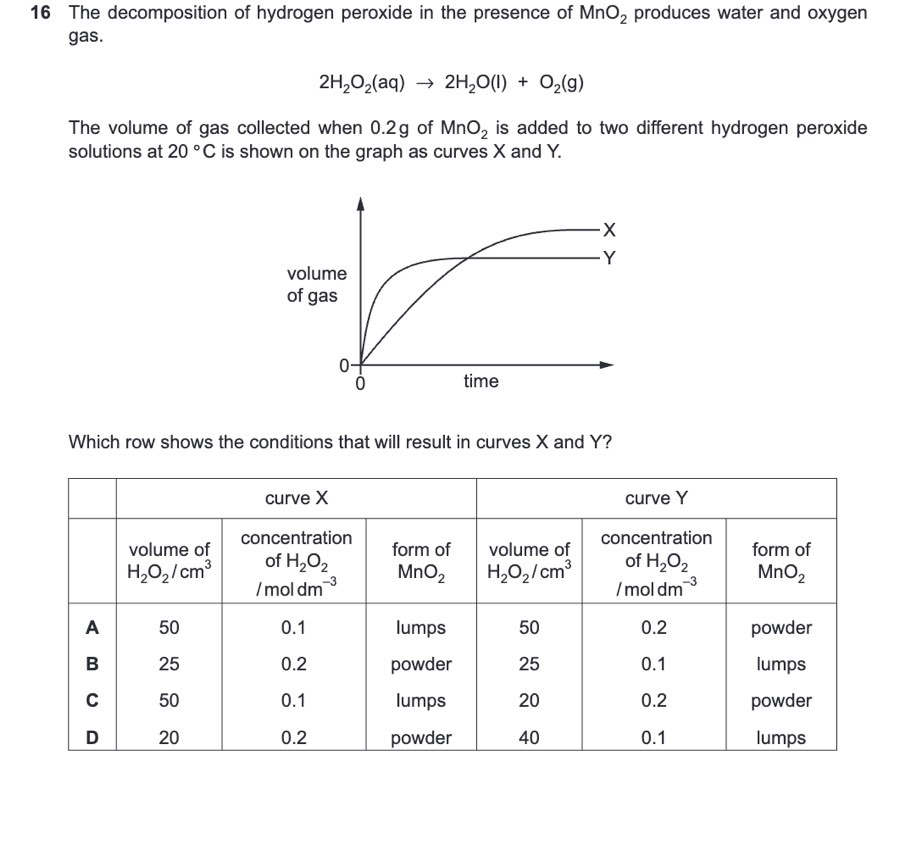 16 The decomposition of hydrogen peroxide in the presence of MnO₂ produces water and oxygen
gas.
2H₂O₂(aq) → 2H₂O(l) + O₂(g)
The volume of gas collected when 0.2g of MnO₂ is added to two different hydrogen peroxide
solutions at 20 °C is shown on the graph as curves X and Y.
X
Y
volume
of gas
0
0
time
Which row shows the conditions that will result in curves X and Y?
curve X curve Y
volume of H₂O₂/cm³ concentration of H₂O₂ /mol dm⁻³ form of MnO₂ volume of H₂O₂/cm³ concentration of H₂O₂ /mol dm⁻³ form of MnO₂
A 50 0.1 lumps 50 0.2 powder
B 25 0.2 powder 25 0.1 lumps
C 50 0.1 lumps 20 0.2 powder
D 20 0.2 powder 40 0.1 lumps